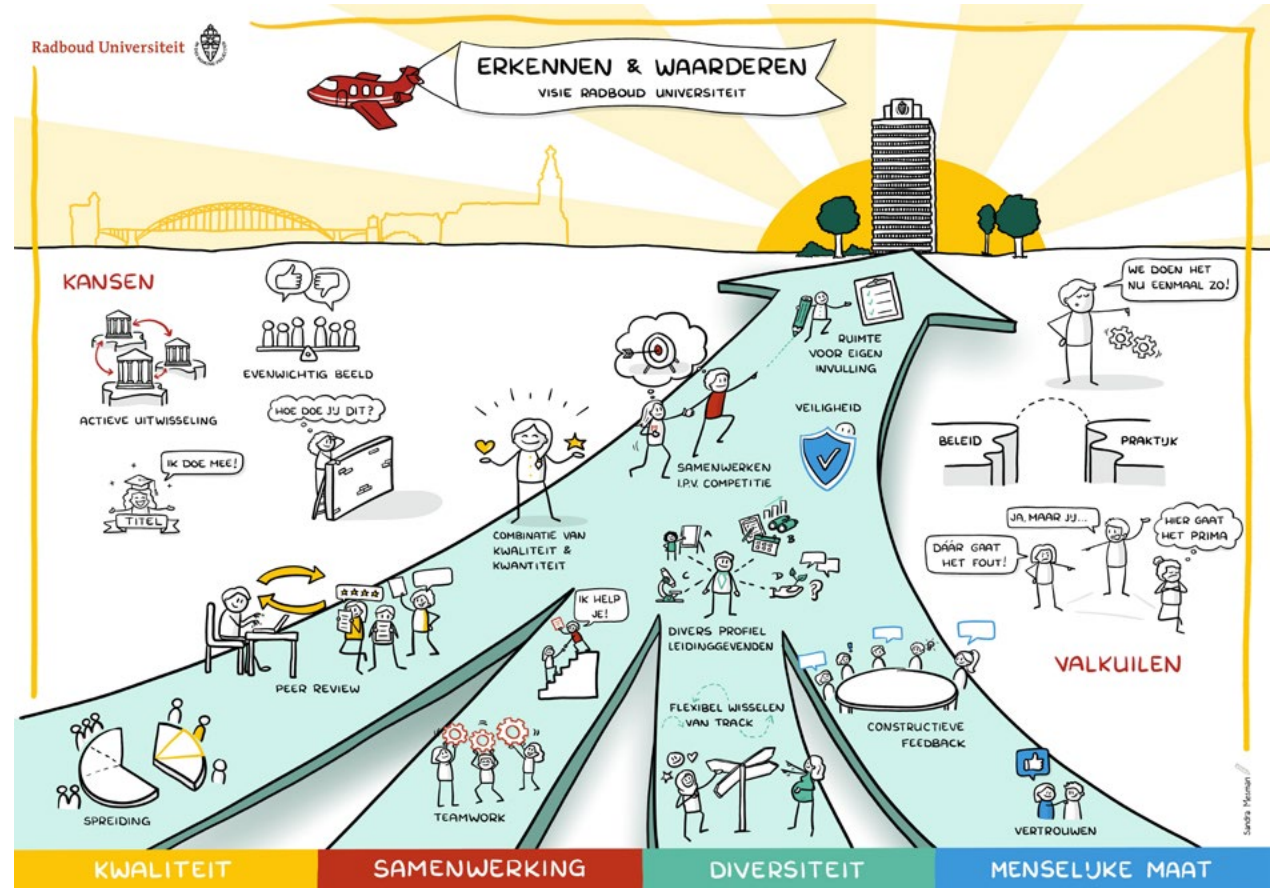 Radboud Universiteit
ERKENNEN & WAARDEREN
VISIE RADBOUD UNIVERSITEIT
KANSEN
ACTIEVE UITWISSELING
EVENWICHTIG BEELD
HOE DOE JIJ DIT?
IK DOE MEE!
TITEL
COMBINATIE VAN
KWALITEIT &
KWANTITEIT
SAMENWERKEN
I.P.V. COMPETITIE
RUIMTE
VOOR EIGEN
INVULLING
VEILIGHEID
WE DOEN HET
NU EENMAAL ZO!
BELEID
PRAKTIJK
JA, MAAR JIJ...
DÁÁR GAAT
HET FOUT!
HIER GAAT
HET PRIMA
VALKUILEN
PEER REVIEW
IK HELP
JE!
A
B
C
D
?
DIVERS PROFIEL
LEIDINGGEVENDEN
SPREIDING
TEAMWORK
FLEXIBEL WISSELEN
VAN TRACK
CONSTRUCTIEVE
FEEDBACK
VERTROUWEN
Sandra Mesman
KWALITEIT
SAMENWERKING
DIVERSITEIT
MENSELIJKE MAAT